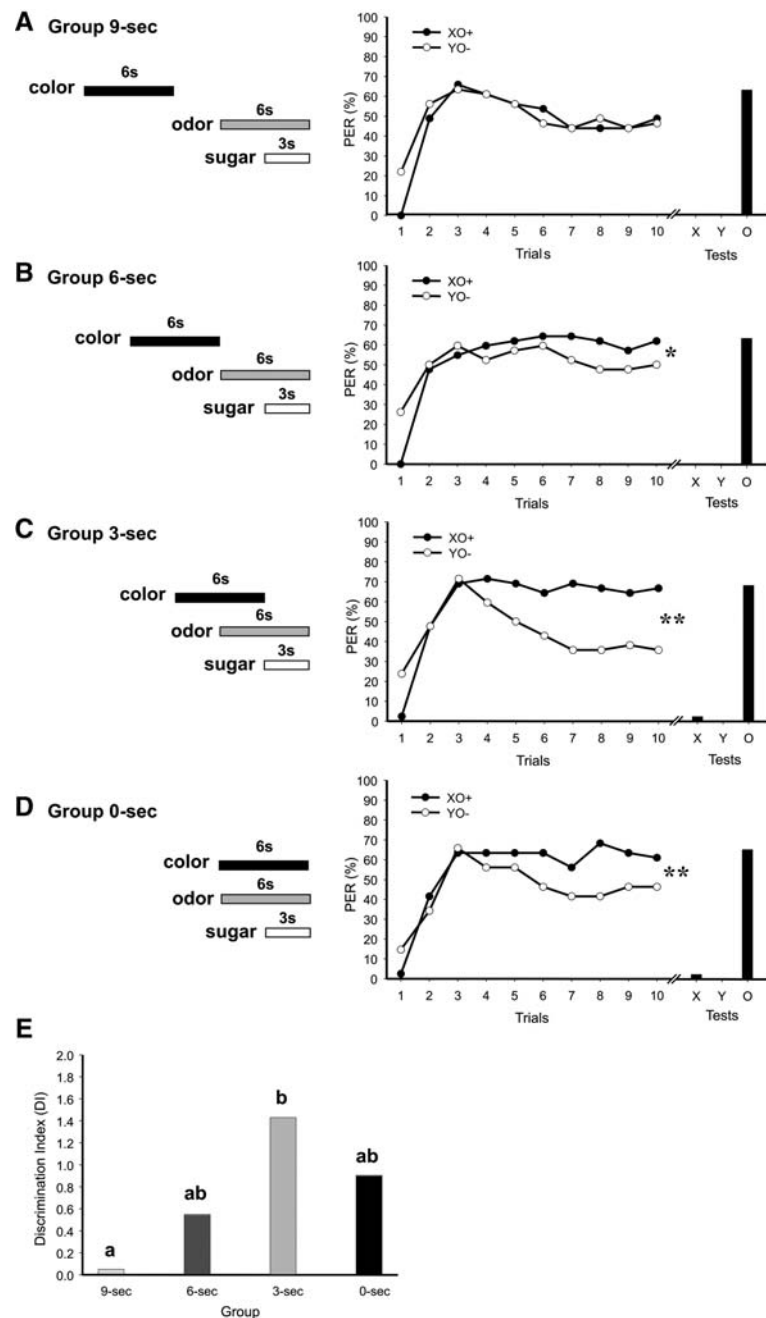 A Group 9-sec
color
6s
odor
6s
sugar
3s
XO+
YO-
PER (%)
100
90
80
70
60
50
40
30
20
10
0
1 2 3 4 5 6 7 8 9 10 X Y O
Trials Tests
B Group 6-sec
color
6s
odor
6s
sugar
3s
XO+
YO-
PER (%)
100
90
80
70
60
50
40
30
20
10
0
*
1 2 3 4 5 6 7 8 9 10 X Y O
Trials Tests
C Group 3-sec
color
6s
odor
6s
sugar
3s
XO+
YO-
PER (%)
100
90
80
70
60
50
40
30
20
10
0
**
1 2 3 4 5 6 7 8 9 10 X Y O
Trials Tests
D Group 0-sec
color
6s
odor
6s
sugar
3s
XO+
YO-
PER (%)
100
90
80
70
60
50
40
30
20
10
0
**
1 2 3 4 5 6 7 8 9 10 X Y O
Trials Tests
E
Discrimination Index (DI)
2.0
1.8
1.6
1.4
1.2
1.0
0.8
0.6
0.4
0.2
0.0
a
ab
b
ab
9-sec 6-sec 3-sec 0-sec
Group